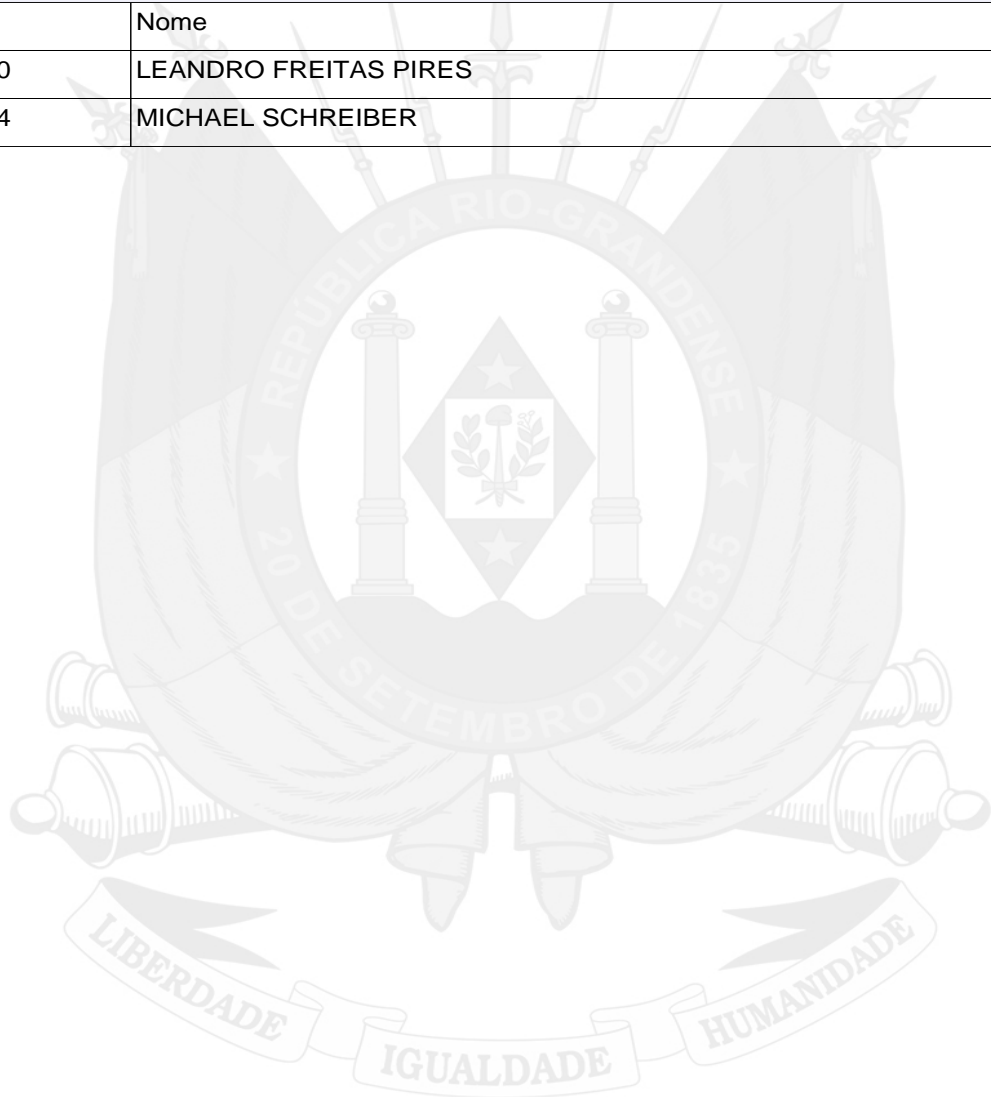 Nome
0 LEANDRO FREITAS PIRES
4 MICHAEL SCHREIBER
REPÚBLICA RIO-GRANDENSE
20 DE SETEMBRO DE 1835
LIBERDADE
IGUALDADE
HUMANIDADE